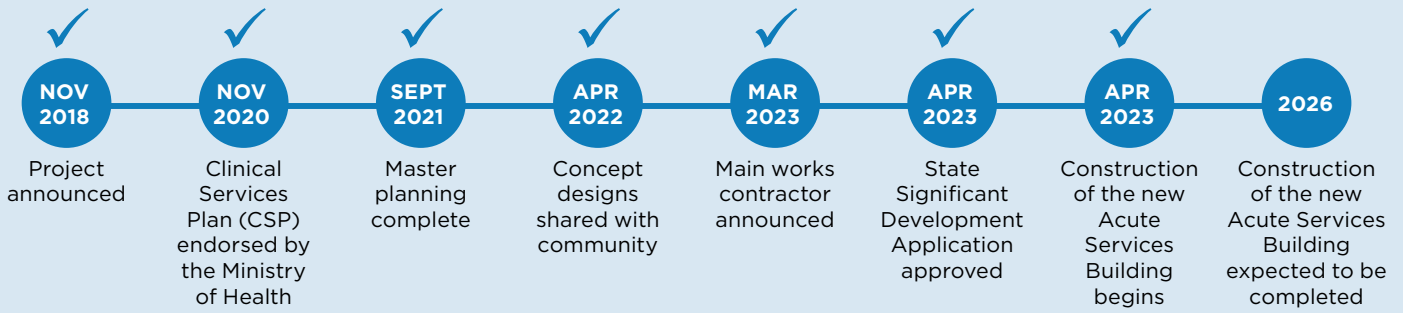 NOV
2018
Project
announced
NOV
2020
Clinical
Services
Plan (CSP)
endorsed by
the Ministry
of Health
SEPT
2021
Master
planning
complete
APR
2022
Concept
designs
shared with
community
MAR
2023
Main works
contractor
announced
APR
2023
State
Significant
Development
Application
approved
APR
2023
Construction
of the new
Acute
Services
Building
begins
2026
Construction
of the new
Acute Services
Building
expected to be
completed